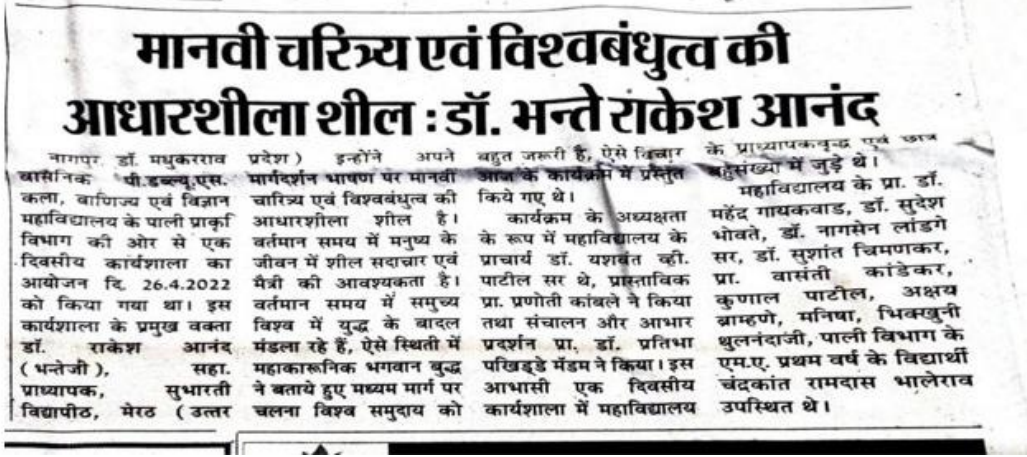 मानवी चरित्र्य एवं विश्वबंधुत्व की
आधारशीला शील : डॉ. भन्ते राकेश आनंद
नागपुर. डॉ. मधुकरराव
वासनिक पी.डब्ल्यू.एस.
कला, वाणिज्य एवं विज्ञान
महाविद्यालय के पाली प्राकृ
विभाग की ओर से एक
दिवसीय कार्यशाला का
आयोजन दि. 26.4.2022
को किया गया था। इस
कार्यशाला के प्रमुख वक्ता
डॉ. राकेश आनंद
(भन्तेजी), सहा.
प्राध्यापक, सुभारती
विद्यापीठ, मेरठ (उत्तर
प्रदेश) इन्होंने अपने
मार्गदर्शन भाषण पर मानवी
चारित्र्य एवं विश्वबंधुत्व की
आधारशीला शील है।
वर्तमान समय में मनुष्य के
जीवन में शील सदाचार एवं
मैत्री की आवश्यकता है।
वर्तमान समय में समुच्य
विश्व में युद्ध के बादल
मंडला रहे हैं, ऐसे स्थिती में
महाकारूनिक भगवान बुद्ध
ने बताये हुए मध्यम मार्ग पर
चलना विश्व समुदाय को
बहुत जरूरी है, ऐसे विचार
आज के कार्यक्रम में प्रस्तुत
किये गए थे।
कार्यक्रम के अध्यक्षता
के रूप में महाविद्यालय के
प्राचार्य डॉ. यशवंत व्ही.
पाटील सर थे, प्रास्ताविक
प्रा. प्रणोती कांबले ने किया
तथा संचालन और आभार
प्रदर्शन प्रा. डॉ. प्रतिभा
पखिड्डे मॅडम ने किया। इस
आभासी एक दिवसीय
कार्यशाला में महाविद्यालय
के प्राध्यापकवृन्द एवं छात्र
बहुसंख्या में जुड़े थे।
महाविद्यालय के प्रा. डॉ.
महेंद्र गायकवाड, डॉ. सुदेश
भोवते, डॉ. नागसेन लांडगे
सर, डॉ. सुशांत चिमणकर,
प्रा. वासंती कांडेकर,
कुणाल पाटील, अक्षय
ब्राम्हणे, मनिषा, भिक्खुनी
थुलनंदाजी, पाली विभाग के
एम.ए. प्रथम वर्ष के विद्यार्थी
चंद्रकांत रामदास भालेराव
उपस्थित थे।